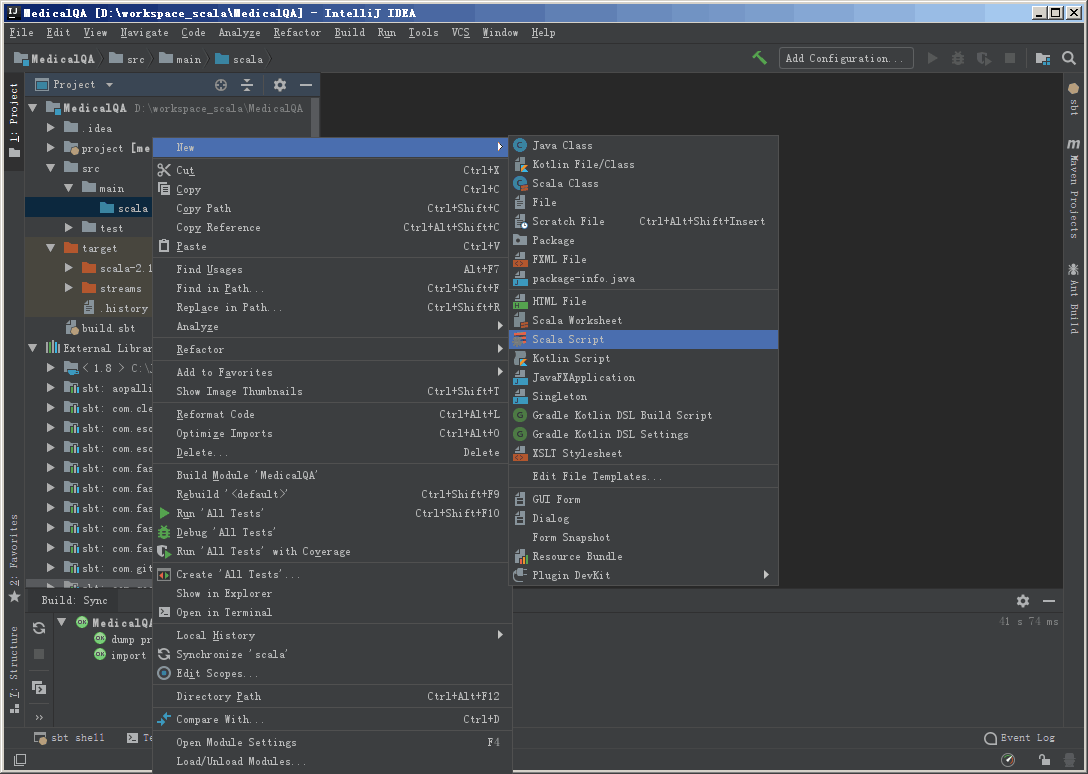 MedicalQA [D:\workspace_scala\MedicalQA] - IntelliJ IDEA
File Edit View Navigate Code Analyze Refactor Build Run Tools VCS Window Help
MedicalQA src main scala Add Configuration...
1: Project
Project
MedicalQA D:\workspace_scala\MedicalQA
.idea
project [me
src
main
scala
test
target
scala-2.1
streams
.history
build.sbt
External Librar
< 1.8 > C:\
sbt: aopalli
sbt: com.cle
sbt: com.eso
sbt: com.eso
sbt: com.fas
sbt: com.fas
sbt: com.fas
sbt: com.fas
sbt: com.fas
sbt: com.git
New
Cut Ctrl+X
Copy Ctrl+C
Copy Path Ctrl+Shift+C
Copy Reference Ctrl+Alt+Shift+C
Paste Ctrl+V
Find Usages Alt+F7
Find in Path... Ctrl+Shift+F
Replace in Path... Ctrl+Shift+R
Analyze
Refactor
Add to Favorites
Show Image Thumbnails Ctrl+Shift+T
Reformat Code Ctrl+Alt+L
Optimize Imports Ctrl+Alt+O
Delete... Delete
Build Module 'MedicalQA'
Rebuild '<default>' Ctrl+Shift+F9
Run 'All Tests' Ctrl+Shift+F10
Debug 'All Tests'
Run 'All Tests' with Coverage
Create 'All Tests'...
Show in Explorer
Open in Terminal
Local History
Synchronize 'scala'
Edit Scopes...
Directory Path Ctrl+Alt+F12
Compare With... Ctrl+D
Open Module Settings F4
Load/Unload Modules...
Java Class
Kotlin File/Class
Scala Class
File
Scratch File Ctrl+Alt+Shift+Insert
Package
FXML File
package-info.java
HTML File
Scala Worksheet
Scala Script
Kotlin Script
JavaFXApplication
Singleton
Gradle Kotlin DSL Build Script
Gradle Kotlin DSL Settings
XSLT Stylesheet
Edit File Templates...
GUI Form
Dialog
Form Snapshot
Resource Bundle
Plugin DevKit
sbt
Maven Projects
Ant Build
2: Favorites
7: Structure
Build: Sync
MedicalQA
41 s 74 ms
dump pr
import
sbt shell Te
Event Log